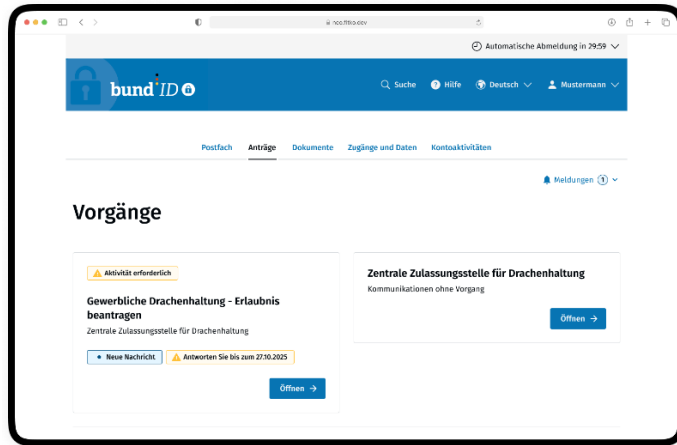 Automatische Abmeldung in 29:59
bund ID
Suche
Hilfe
Deutsch
Mustermann
Postfach Anträge Dokumente Zugänge und Daten Kontoaktivitäten
Meldungen 1
Vorgänge
Aktivität erforderlich
Gewerbliche Drachenhaltung - Erlaubnis
beantragen
Zentrale Zulassungsstelle für Drachenhaltung
Neue Nachricht
Antworten Sie bis zum 27.10.2025
Öffnen
Zentrale Zulassungsstelle für Drachenhaltung
Kommunikationen ohne Vorgang
Öffnen